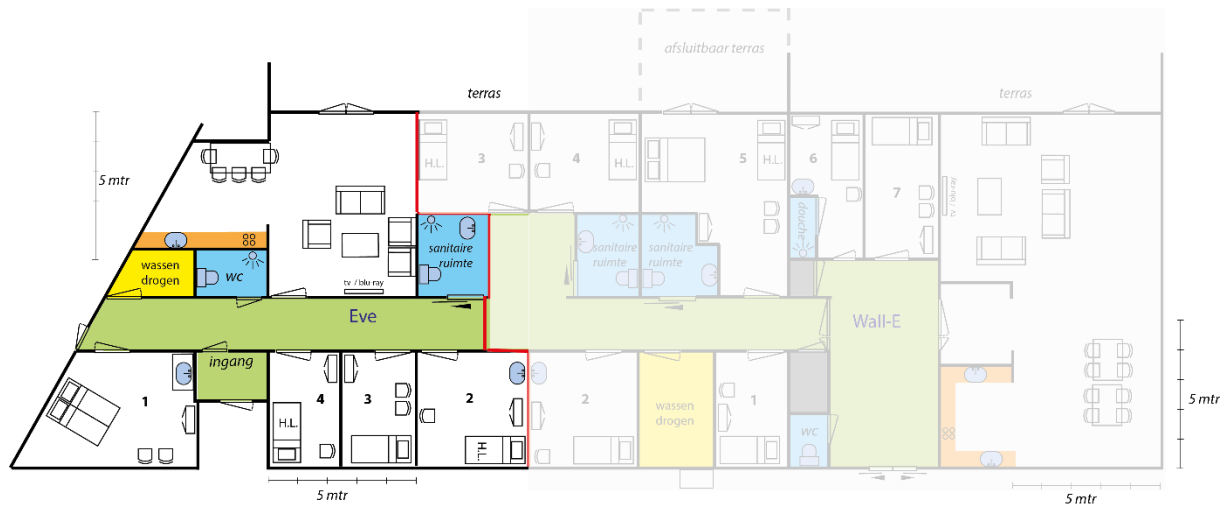 afsluitbaar terras
terras
terras
5 mtr
H.L.
3
4
H.L.
5
H.L.
6
7
tv / blu-ray
douche
wassen
drogen
wc
tv / blu-ray
sanitaire
ruimte
sanitaire
ruimte
sanitaire
ruimte
Eve
Wall-E
ingang
1
4
H.L.
3
2
H.L.
2
wassen
drogen
1
wc
5 mtr
5 mtr
5 mtr